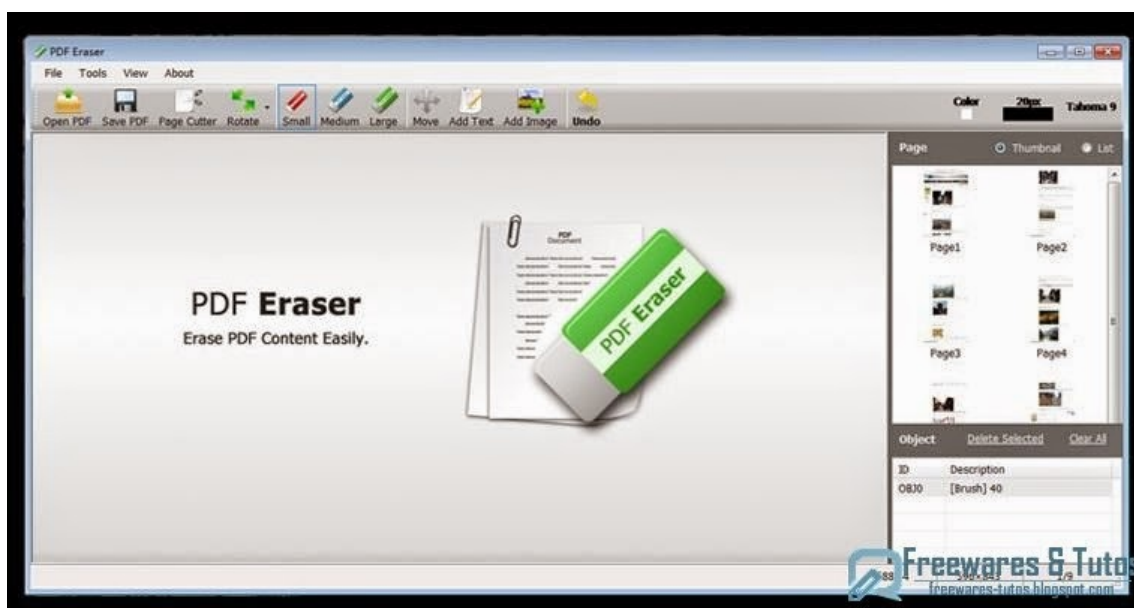 PDF Eraser
File Tools View About
Open PDF Save PDF Page Cutter Rotate Small Medium Large Move Add Text Add Image Undo
Color 20px Tahoma 9
Page Thumbnail List
Page1 Page2
Page3 Page4
PDF
Document
PDF Eraser
PDF Eraser
Erase PDF Content Easily.
Object Delete Selected Clear All
ID Description
OBJ0 [Brush] 40
1/9
Freewares & Tutos
freewares-tutos.blogspot.com